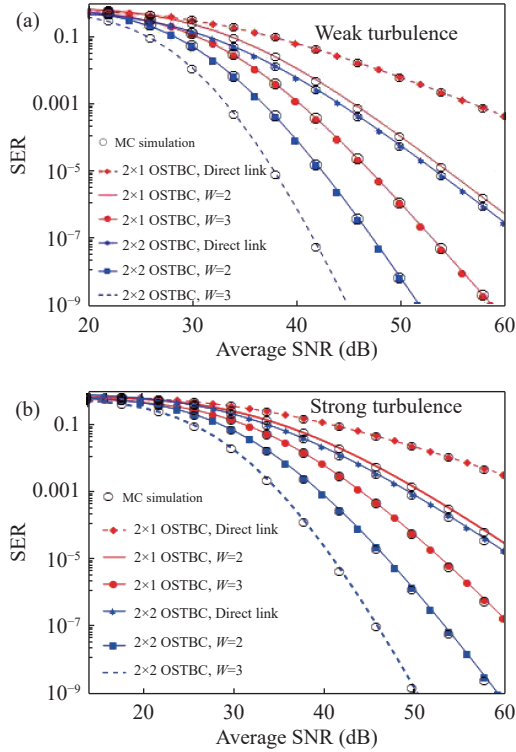 (a)
Weak turbulence
SER
0.1
0.001
10⁻⁵
10⁻⁷
10⁻⁹
MC simulation
2×1 OSTBC, Direct link
2×1 OSTBC, W=2
2×1 OSTBC, W=3
2×2 OSTBC, Direct link
2×2 OSTBC, W=2
2×2 OSTBC, W=3
20 30 40 50 60
Average SNR (dB)
(b)
Strong turbulence
SER
0.1
0.001
10⁻⁵
10⁻⁷
10⁻⁹
MC simulation
2×1 OSTBC, Direct link
2×1 OSTBC, W=2
2×1 OSTBC, W=3
2×2 OSTBC, Direct link
2×2 OSTBC, W=2
2×2 OSTBC, W=3
20 30 40 50 60
Average SNR (dB)